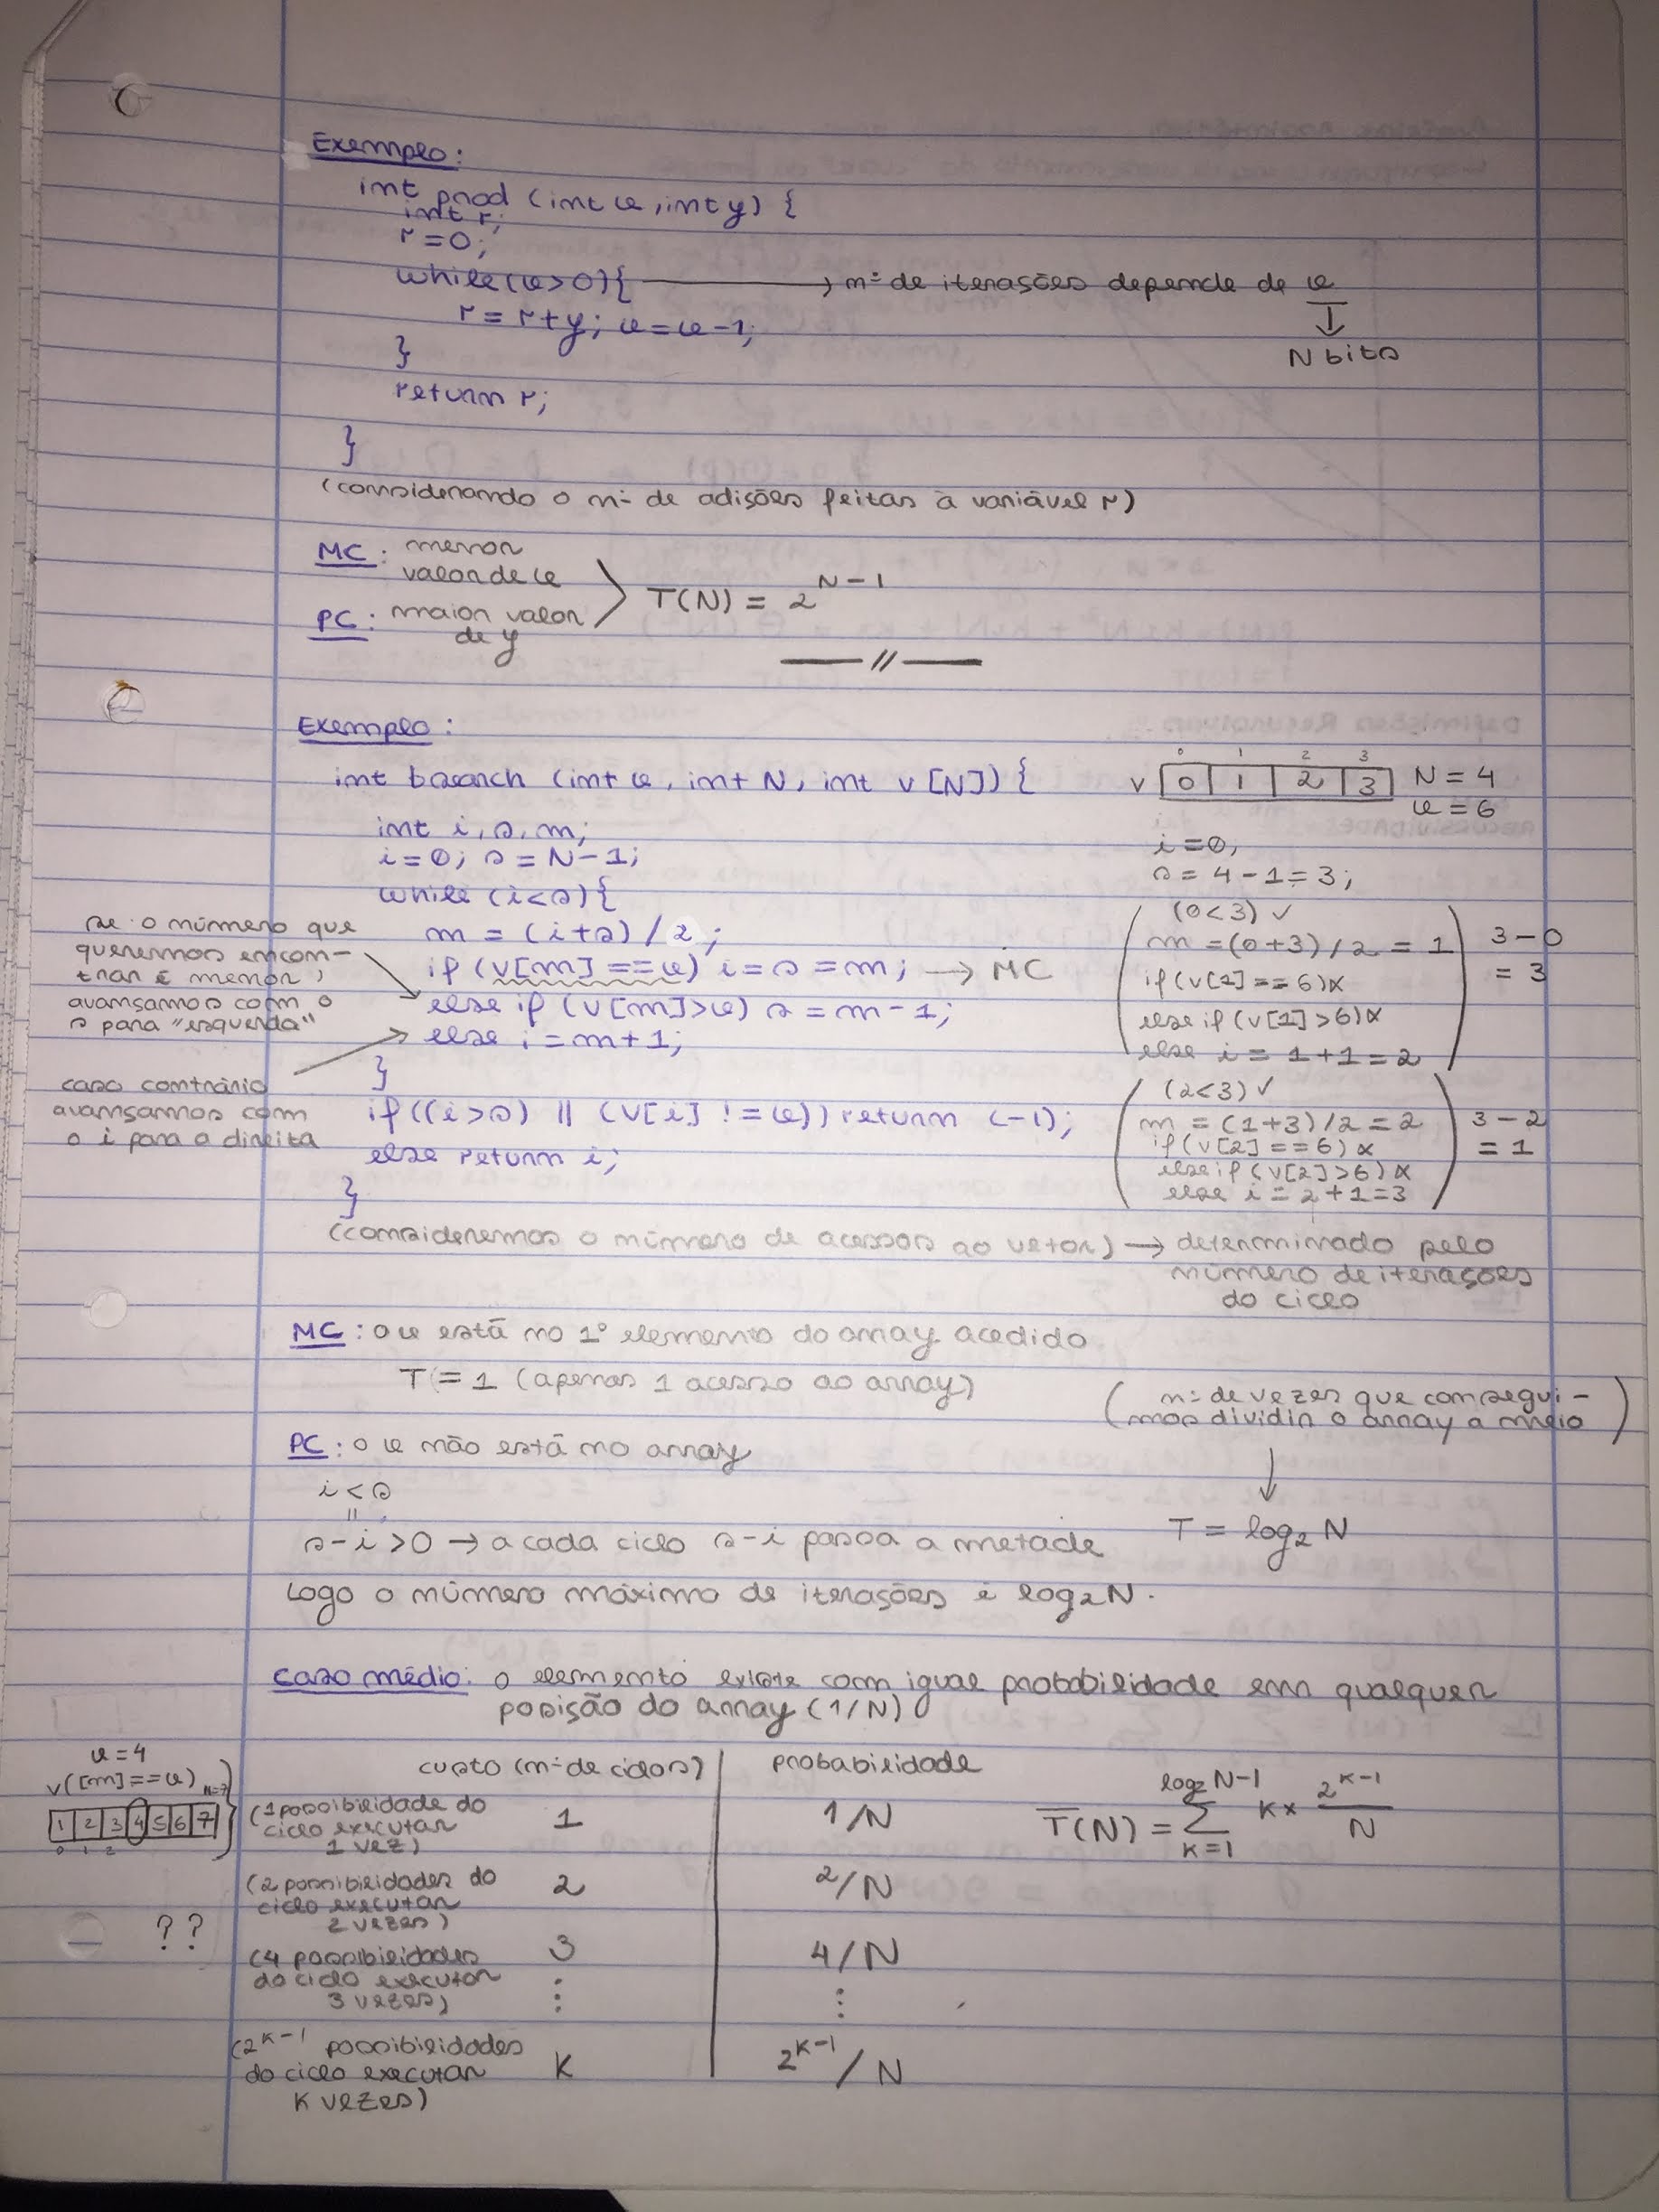 Exemplo:
int prod (int x, int y) {
int r;
r = 0;
while (x > 0) { → nº de iterações depende de x
↓
N bits
r = r + y; x = x - 1;
}
return r;
}
(considerando o nº de adições feitas à variável r)
MC: menor valor de x
PC: maior valor de y
T(N) = 2^(N-1)
— // —
Exemplo:
int bsearch (int x, int N, int v [N]) {
int i, s, m;
i = 0; s = N - 1;
while (i < s) {
m = (i + s) / 2;
if (v[m] == x) i = s = m; → MC
else if (v[m] > x) s = m - 1;
else i = m + 1;
}
if ((i > s) || (v[i] != x)) return (-1);
else return i;
}
se o número que
queremos encon-
trar é menor,
avansamos com o
s para "esquerda"
caso contrário
avansamos com
o i para a direita
0 1 2 3
v 0 1 2 3 N = 4
x = 6
i = 0;
s = 4 - 1 = 3;
(0 < 3) ✓
m = (0 + 3) / 2 = 1
if (v[1] == 6) x
else if (v[1] > 6) x
else i = 1 + 1 = 2
3 - 0
= 3
(2 < 3) ✓
m = (1 + 3) / 2 = 2
if (v[2] == 6) x
else if (v[2] > 6) x
else i = 2 + 1 = 3
3 - 2
= 1
(consideremos o número de acessos ao vetor) → determinado pelo
número de iterações
do ciclo
MC: o x está no 1º elemento do array acedido
T = 1 (apenas 1 acesso ao array)
(nº de vezes que consegui-
mos dividir o array a meio)
↓
T = log₂ N
PC: o x não está no array
i < s
=
s - i > 0 → a cada ciclo s - i passa a metade
Logo o número máximo de iterações é log₂N.
caso médio: o elemento existe com igual probabilidade em qualquer
posição do array (1/N)
x = 4
v([m] == x) N=7
1 2 3 4 5 6 7
0 1 2
custo (nº de ciclos) probabilidade
(1 possibilidade do
ciclo executar
1 vez)
1 1/N
(2 possibilidades do
ciclo executar
2 vezes)
2 2/N
??
(4 possibilidades
do ciclo executar
3 vezes)
3 4/N
⋮ ⋮
(2^(K-1) possibilidades
do ciclo executar
K vezes)
K 2^(K-1) / N
T̅(N) = Σ_{K=1}^{log₂ N-1} K × 2^(K-1) / N